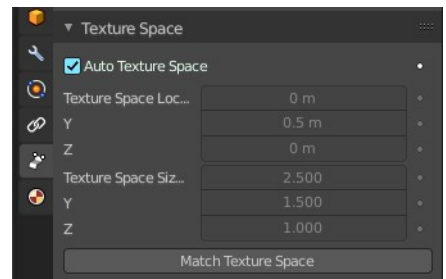 Texture Space
Auto Texture Space
Texture Space Loc... 0 m
Y 0.5 m
Z 0 m
Texture Space Siz... 2.500
Y 1.500
Z 1.000
Match Texture Space